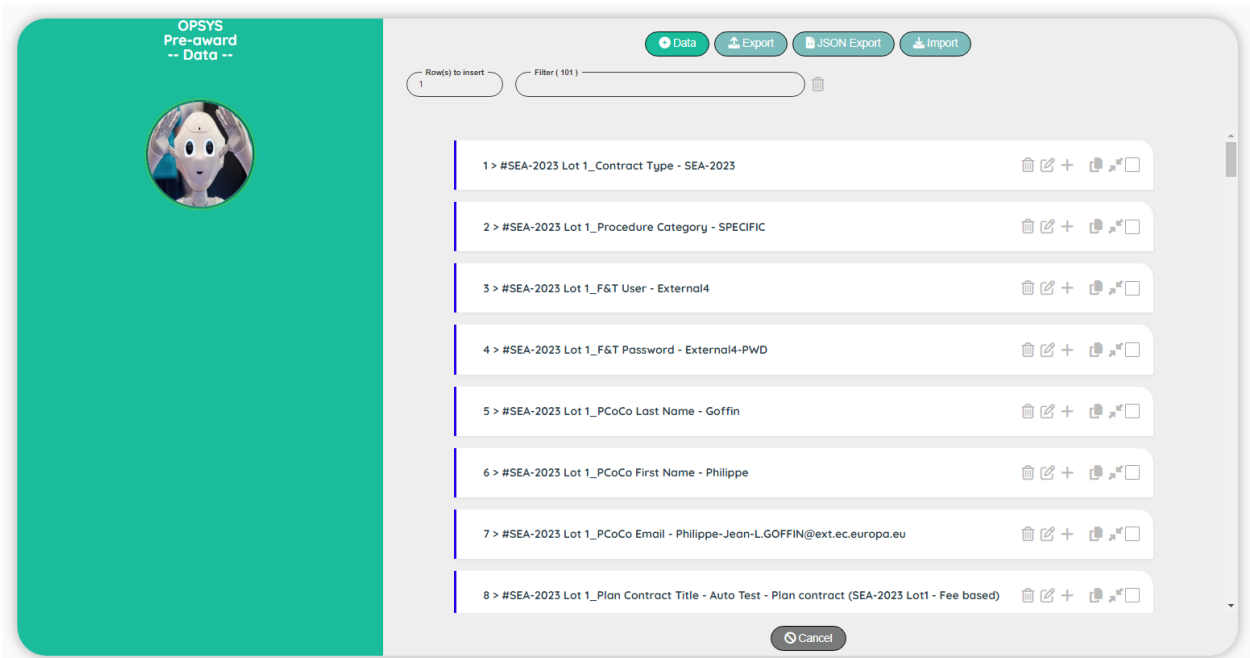 OPSYS
Pre-award
-- Data --
Data
Export
JSON Export
Import
Row(s) to insert
1
Filter ( 101 )
1 > #SEA-2023 Lot 1_Contract Type - SEA-2023
2 > #SEA-2023 Lot 1_Procedure Category - SPECIFIC
3 > #SEA-2023 Lot 1_F&T User - External4
4 > #SEA-2023 Lot 1_F&T Password - External4-PWD
5 > #SEA-2023 Lot 1_PCoCo Last Name - Goffin
6 > #SEA-2023 Lot 1_PCoCo First Name - Philippe
7 > #SEA-2023 Lot 1_PCoCo Email - Philippe-Jean-L.GOFFIN@ext.ec.europa.eu
8 > #SEA-2023 Lot 1_Plan Contract Title - Auto Test - Plan contract (SEA-2023 Lot1 - Fee based)
Cancel